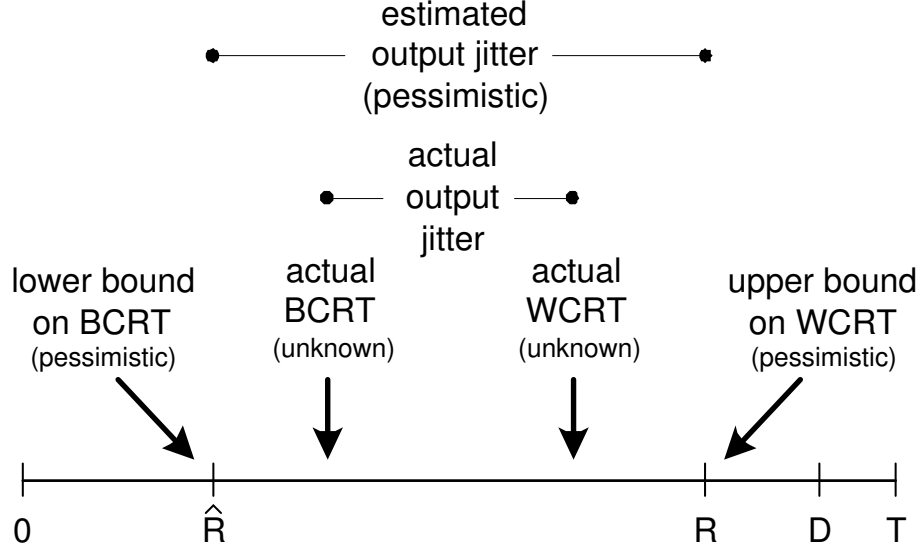 estimated
output jitter
(pessimistic)
actual
output
jitter
lower bound
on BCRT
(pessimistic)
actual
BCRT
(unknown)
actual
WCRT
(unknown)
upper bound
on WCRT
(pessimistic)
0 R̂ R D T